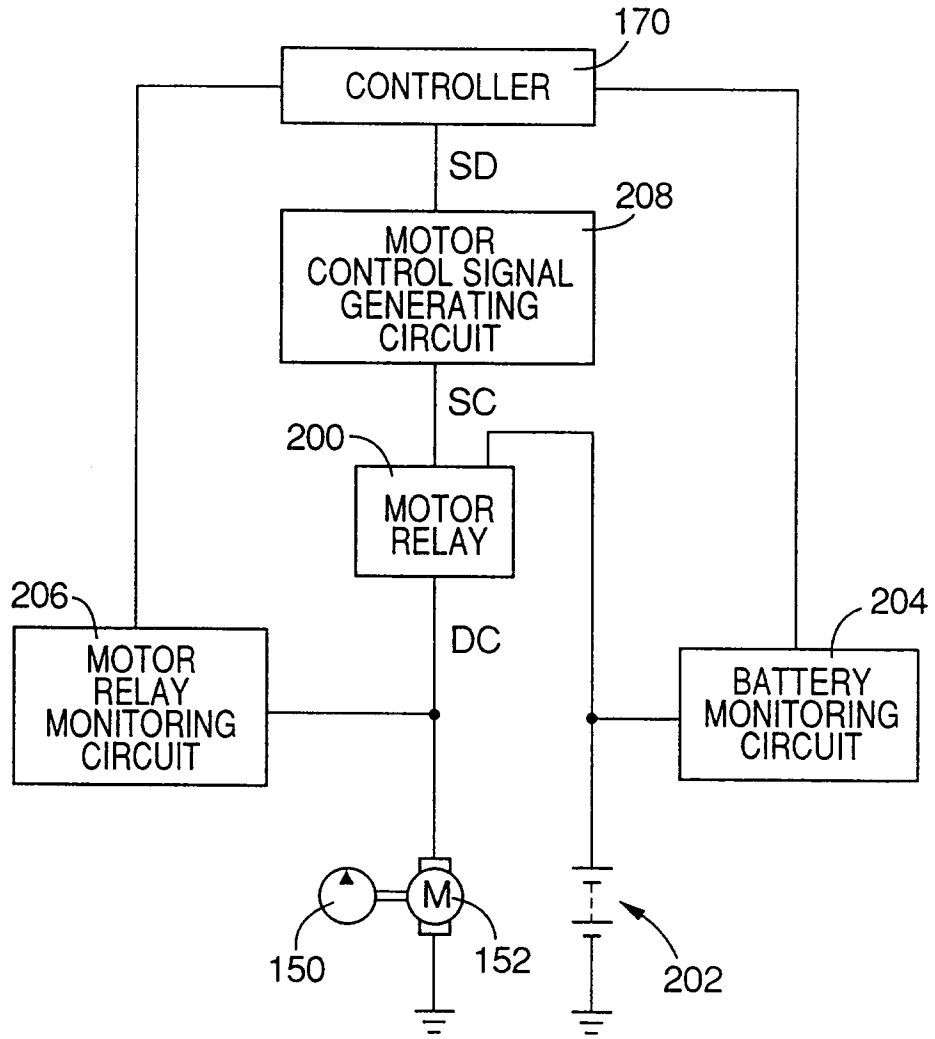 170
CONTROLLER
SD
208
MOTOR
CONTROL SIGNAL
GENERATING
CIRCUIT
SC
200
MOTOR
RELAY
206
MOTOR
RELAY
MONITORING
CIRCUIT
DC
204
BATTERY
MONITORING
CIRCUIT
M
150
152
202